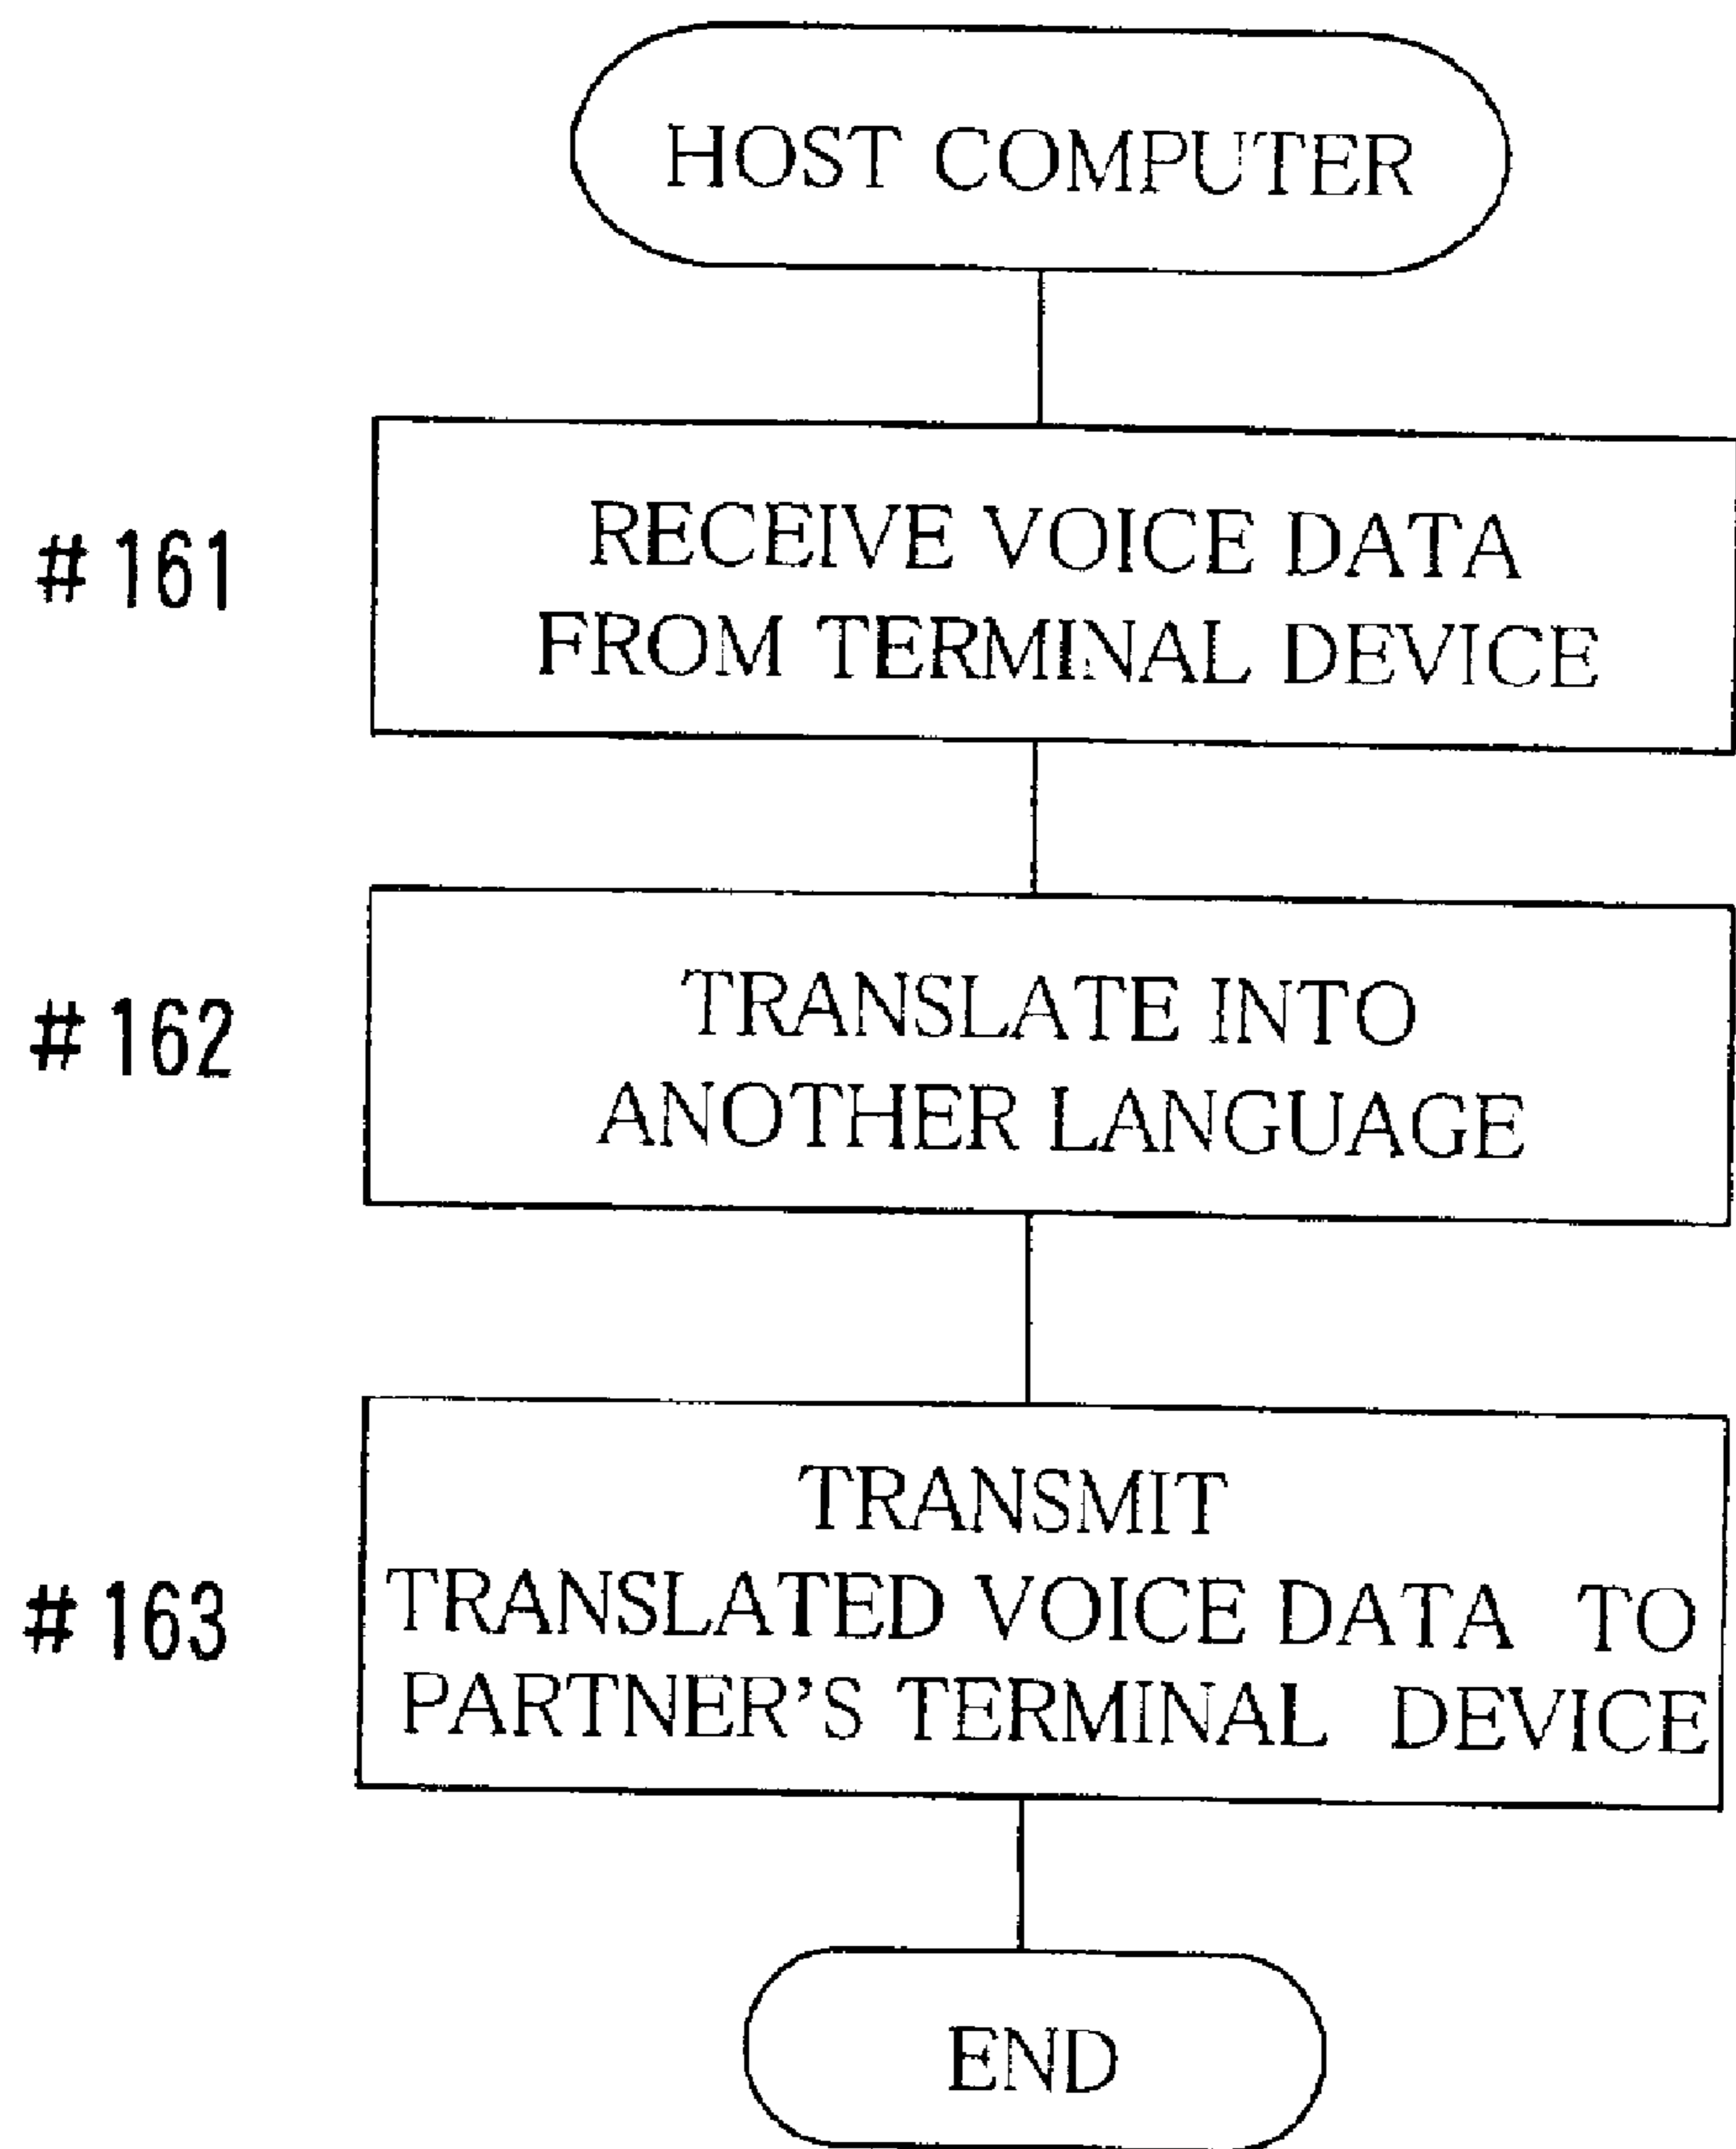 HOST COMPUTER
#161
RECEIVE VOICE DATA
FROM TERMINAL DEVICE
#162
TRANSLATE INTO
ANOTHER LANGUAGE
#163
TRANSMIT
TRANSLATED VOICE DATA TO
PARTNER'S TERMINAL DEVICE
END